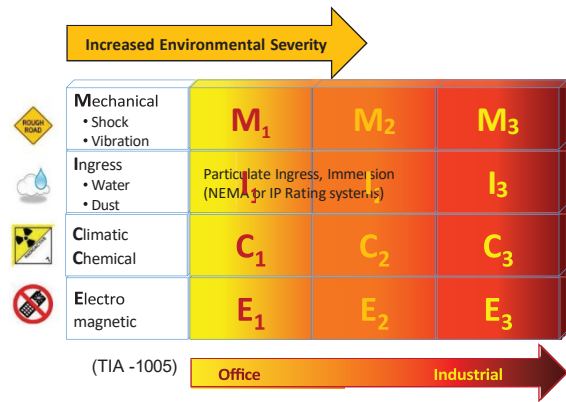 Increased Environmental Severity
ROUGH
ROAD
Mechanical
• Shock
• Vibration
M1
M2
M3
Ingress
• Water
• Dust
Particulate Ingress, Immersion
(NEMA or IP Rating systems)
I1
I3
Climatic
Chemical
C1
C2
C3
Electro
magnetic
E1
E2
E3
(TIA -1005)
Office
Industrial